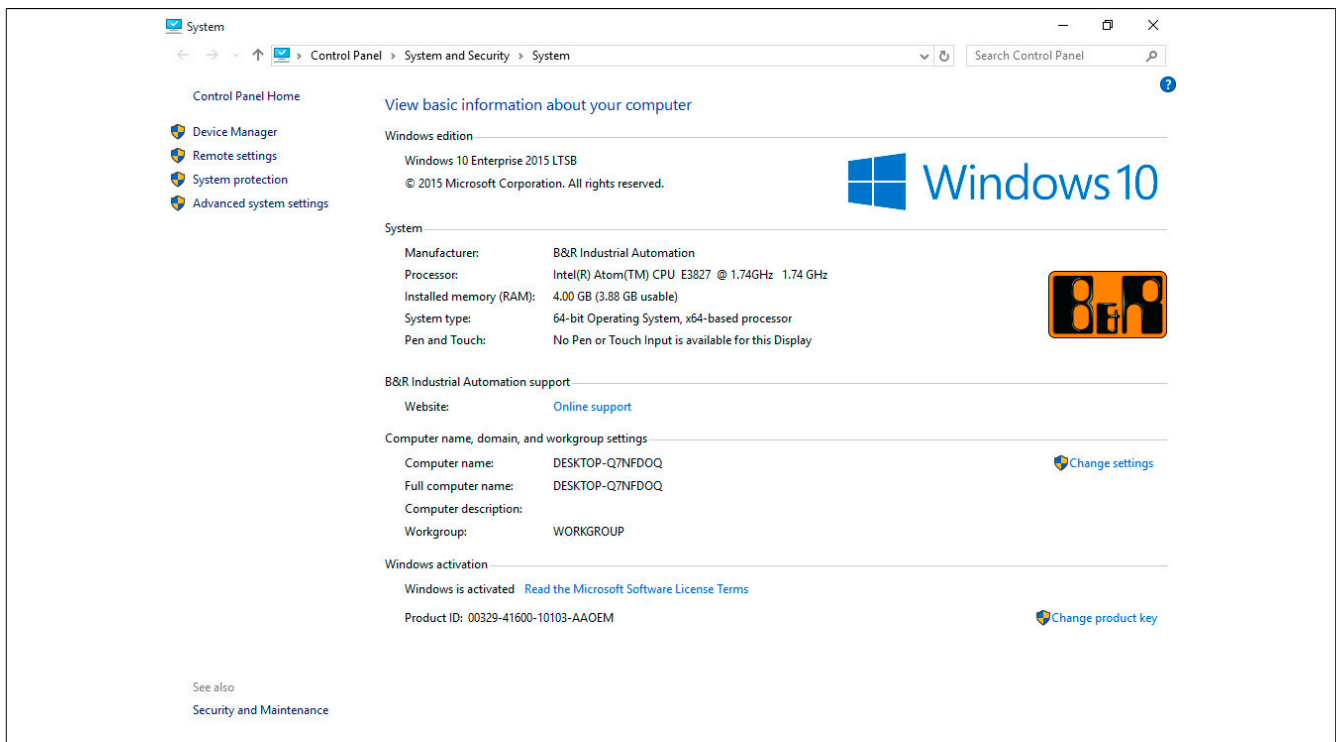 System
Control Panel > System and Security > System
Search Control Panel
?
Control Panel Home
Device Manager
Remote settings
System protection
Advanced system settings
View basic information about your computer
Windows edition
Windows 10 Enterprise 2015 LTSB
© 2015 Microsoft Corporation. All rights reserved.
Windows 10
System
Manufacturer: B&R Industrial Automation
Processor: Intel(R) Atom(TM) CPU E3827 @ 1.74GHz 1.74 GHz
Installed memory (RAM): 4.00 GB (3.88 GB usable)
System type: 64-bit Operating System, x64-based processor
Pen and Touch: No Pen or Touch Input is available for this Display
B&R
B&R Industrial Automation support
Website: Online support
Computer name, domain, and workgroup settings
Computer name: DESKTOP-Q7NFDOQ
Change settings
Full computer name: DESKTOP-Q7NFDOQ
Computer description:
Workgroup: WORKGROUP
Windows activation
Windows is activated Read the Microsoft Software License Terms
Product ID: 00329-41600-10103-AAOEM
Change product key
See also
Security and Maintenance